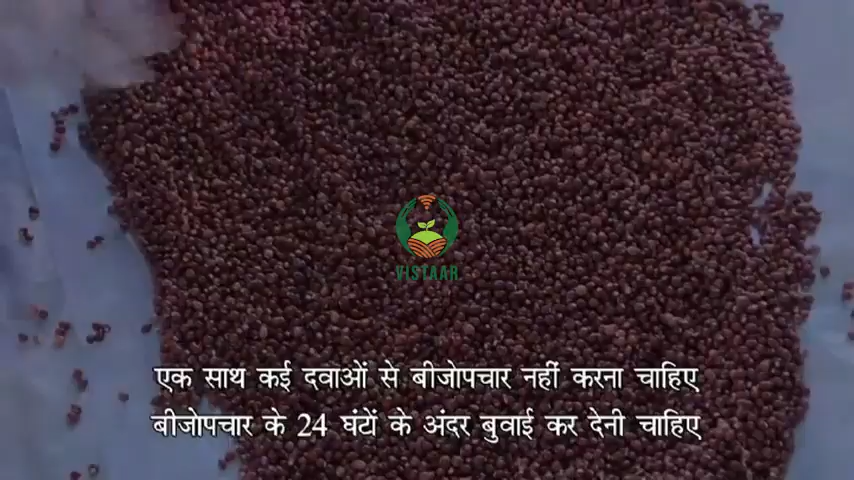 VISTAAR
एक साथ कई दवाओं से बीजोपचार नहीं करना चाहिए
बीजोपचार के 24 घंटों के अंदर बुवाई कर देनी चाहिए